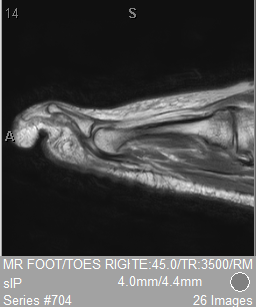 14
S
A
MR FOOT/TOES RIGHTE:45.0/TR:3500/RM
sIP
4.0mm/4.4mm
Series #704
26 Images